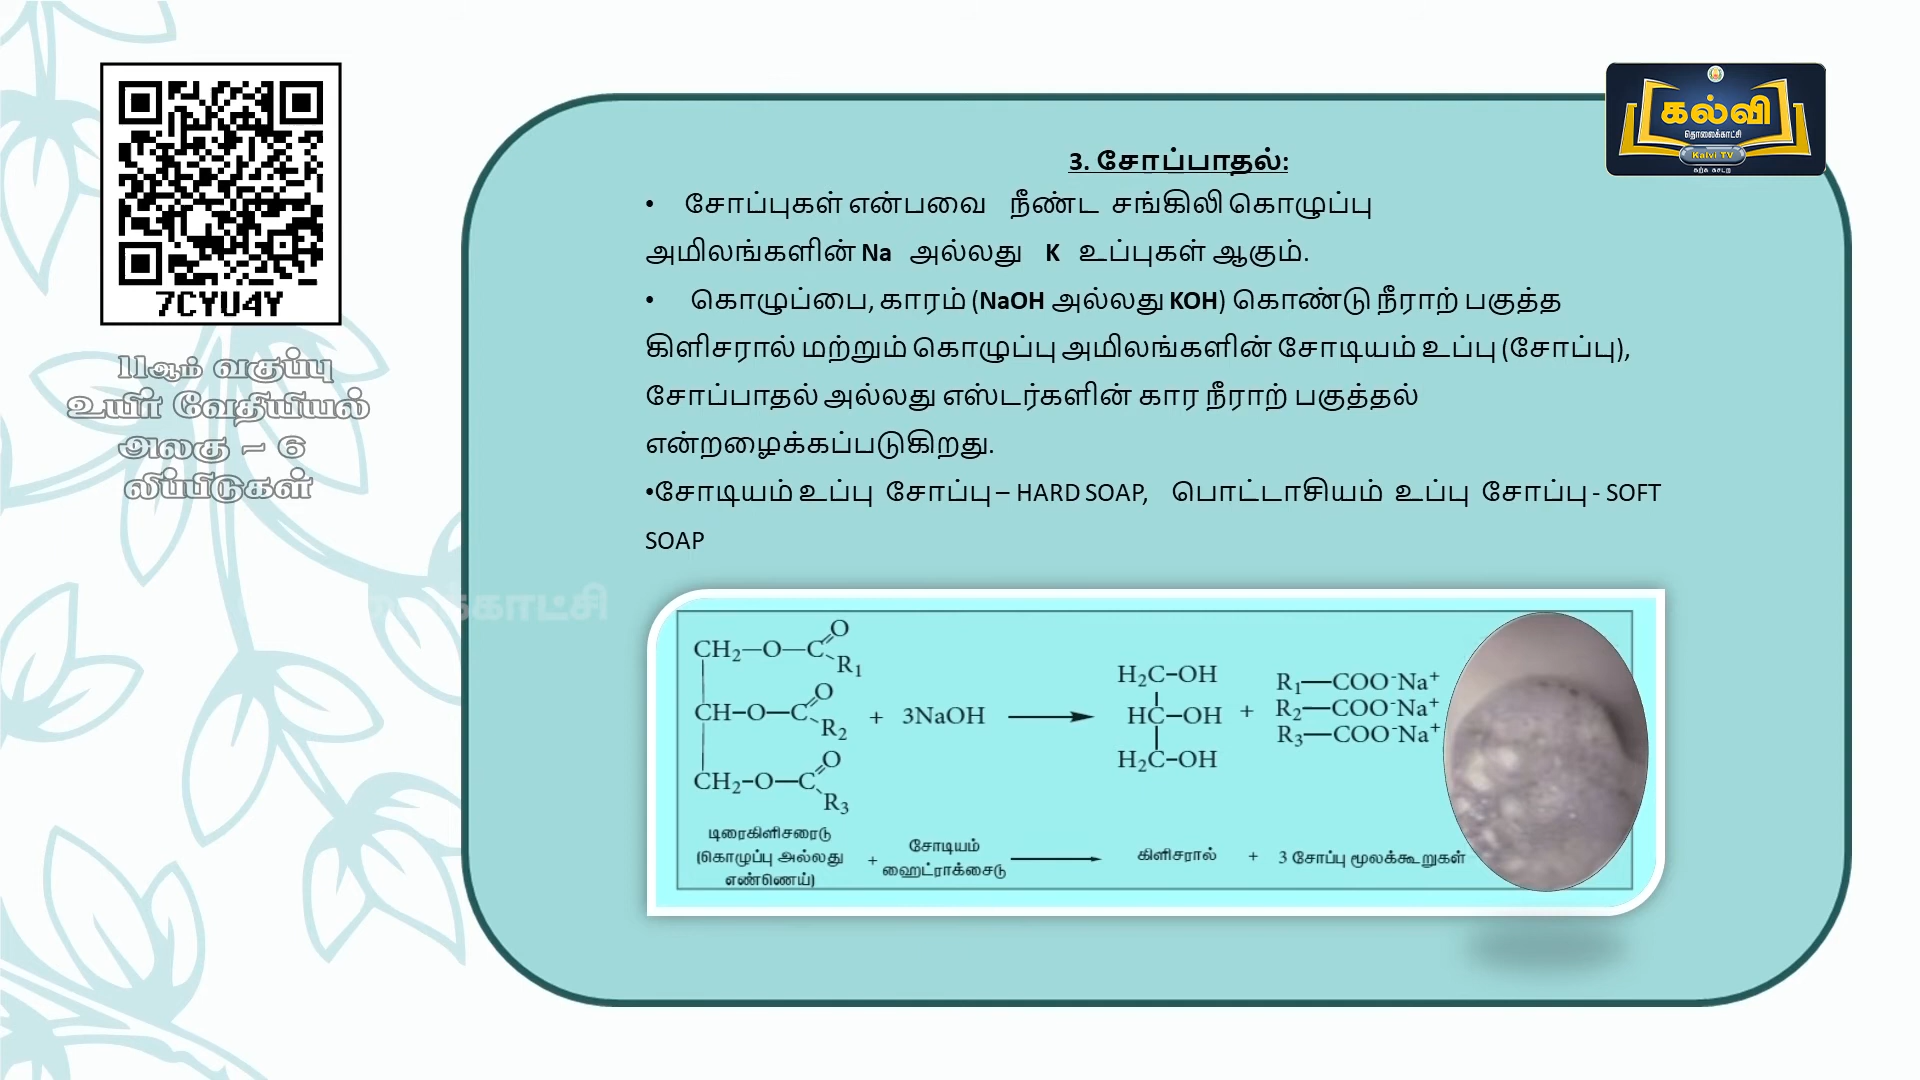 7CYU4Y
11ஆம் வகுப்பு
உயிர் வேதியியல்
அலகு – 6
லிப்பிடுகள்
கல்வி
தொலைக்காட்சி
Kalvi TV
கற்க கசடற
3. சோப்பாதல்:
• சோப்புகள் என்பவை நீண்ட சங்கிலி கொழுப்பு
அமிலங்களின் Na அல்லது K உப்புகள் ஆகும்.
• கொழுப்பை, காரம் (NaOH அல்லது KOH) கொண்டு நீராற் பகுத்த
கிளிசரால் மற்றும் கொழுப்பு அமிலங்களின் சோடியம் உப்பு (சோப்பு),
சோப்பாதல் அல்லது எஸ்டர்களின் கார நீராற் பகுத்தல்
என்றழைக்கப்படுகிறது.
•சோடியம் உப்பு சோப்பு – HARD SOAP, பொட்டாசியம் உப்பு சோப்பு - SOFT
SOAP
CH₂—O—C O R₁
CH—O—C O R₂
CH₂—O—C O R₃
+ 3NaOH
H₂C—OH
HC—OH
H₂C—OH
+
R₁—COO⁻Na⁺
R₂—COO⁻Na⁺
R₃—COO⁻Na⁺
டிரைகிளிசரைடு
(கொழுப்பு அல்லது
எண்ணெய்)
+ சோடியம்
ஹைட்ராக்சைடு
கிளிசரால் + 3 சோப்பு மூலக்கூறுகள்